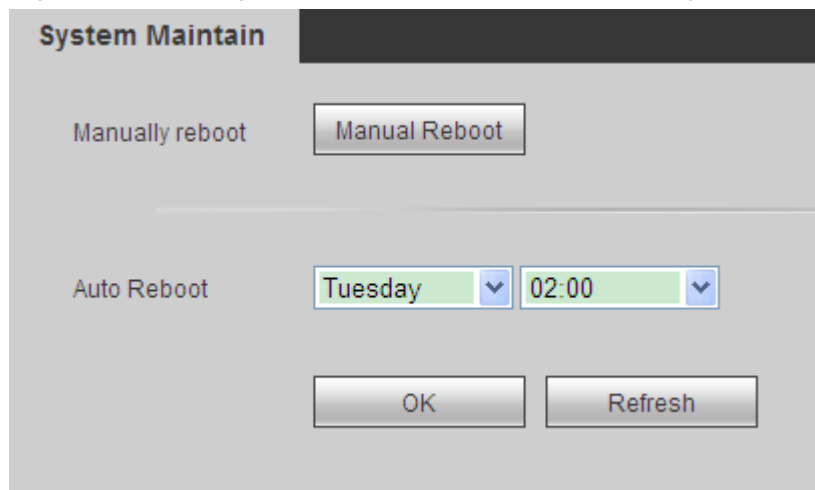 System Maintain
Manually reboot Manual Reboot
Auto Reboot Tuesday 02:00
OK Refresh